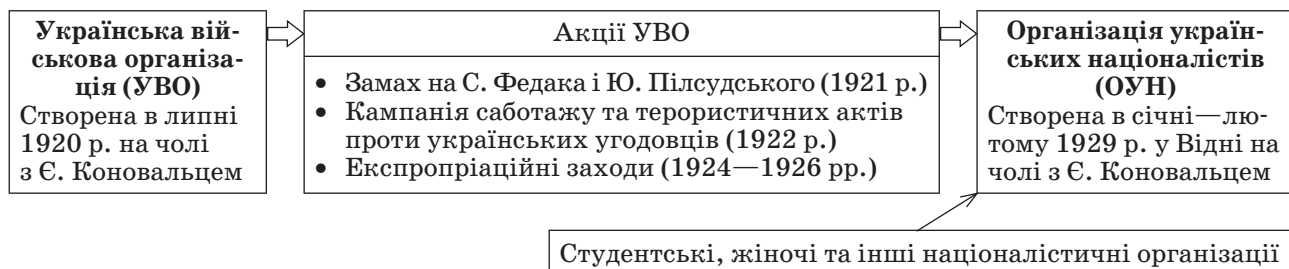 Українська вій-
ськова організа-
ція (УВО)
Створена в липні
1920 р. на чолі
з Є. Коновальцем
Акції УВО
• Замах на С. Федака і Ю. Пілсудського (1921 р.)
• Кампанія саботажу та терористичних актів
проти українських угодовців (1922 р.)
• Експропріаційні заходи (1924—1926 рр.)
Організація україн-
ських націоналістів
(ОУН)
Створена в січні—лю-
тому 1929 р. у Відні на
чолі з Є. Коновальцем
Студентські, жіночі та інші націоналістичні організації